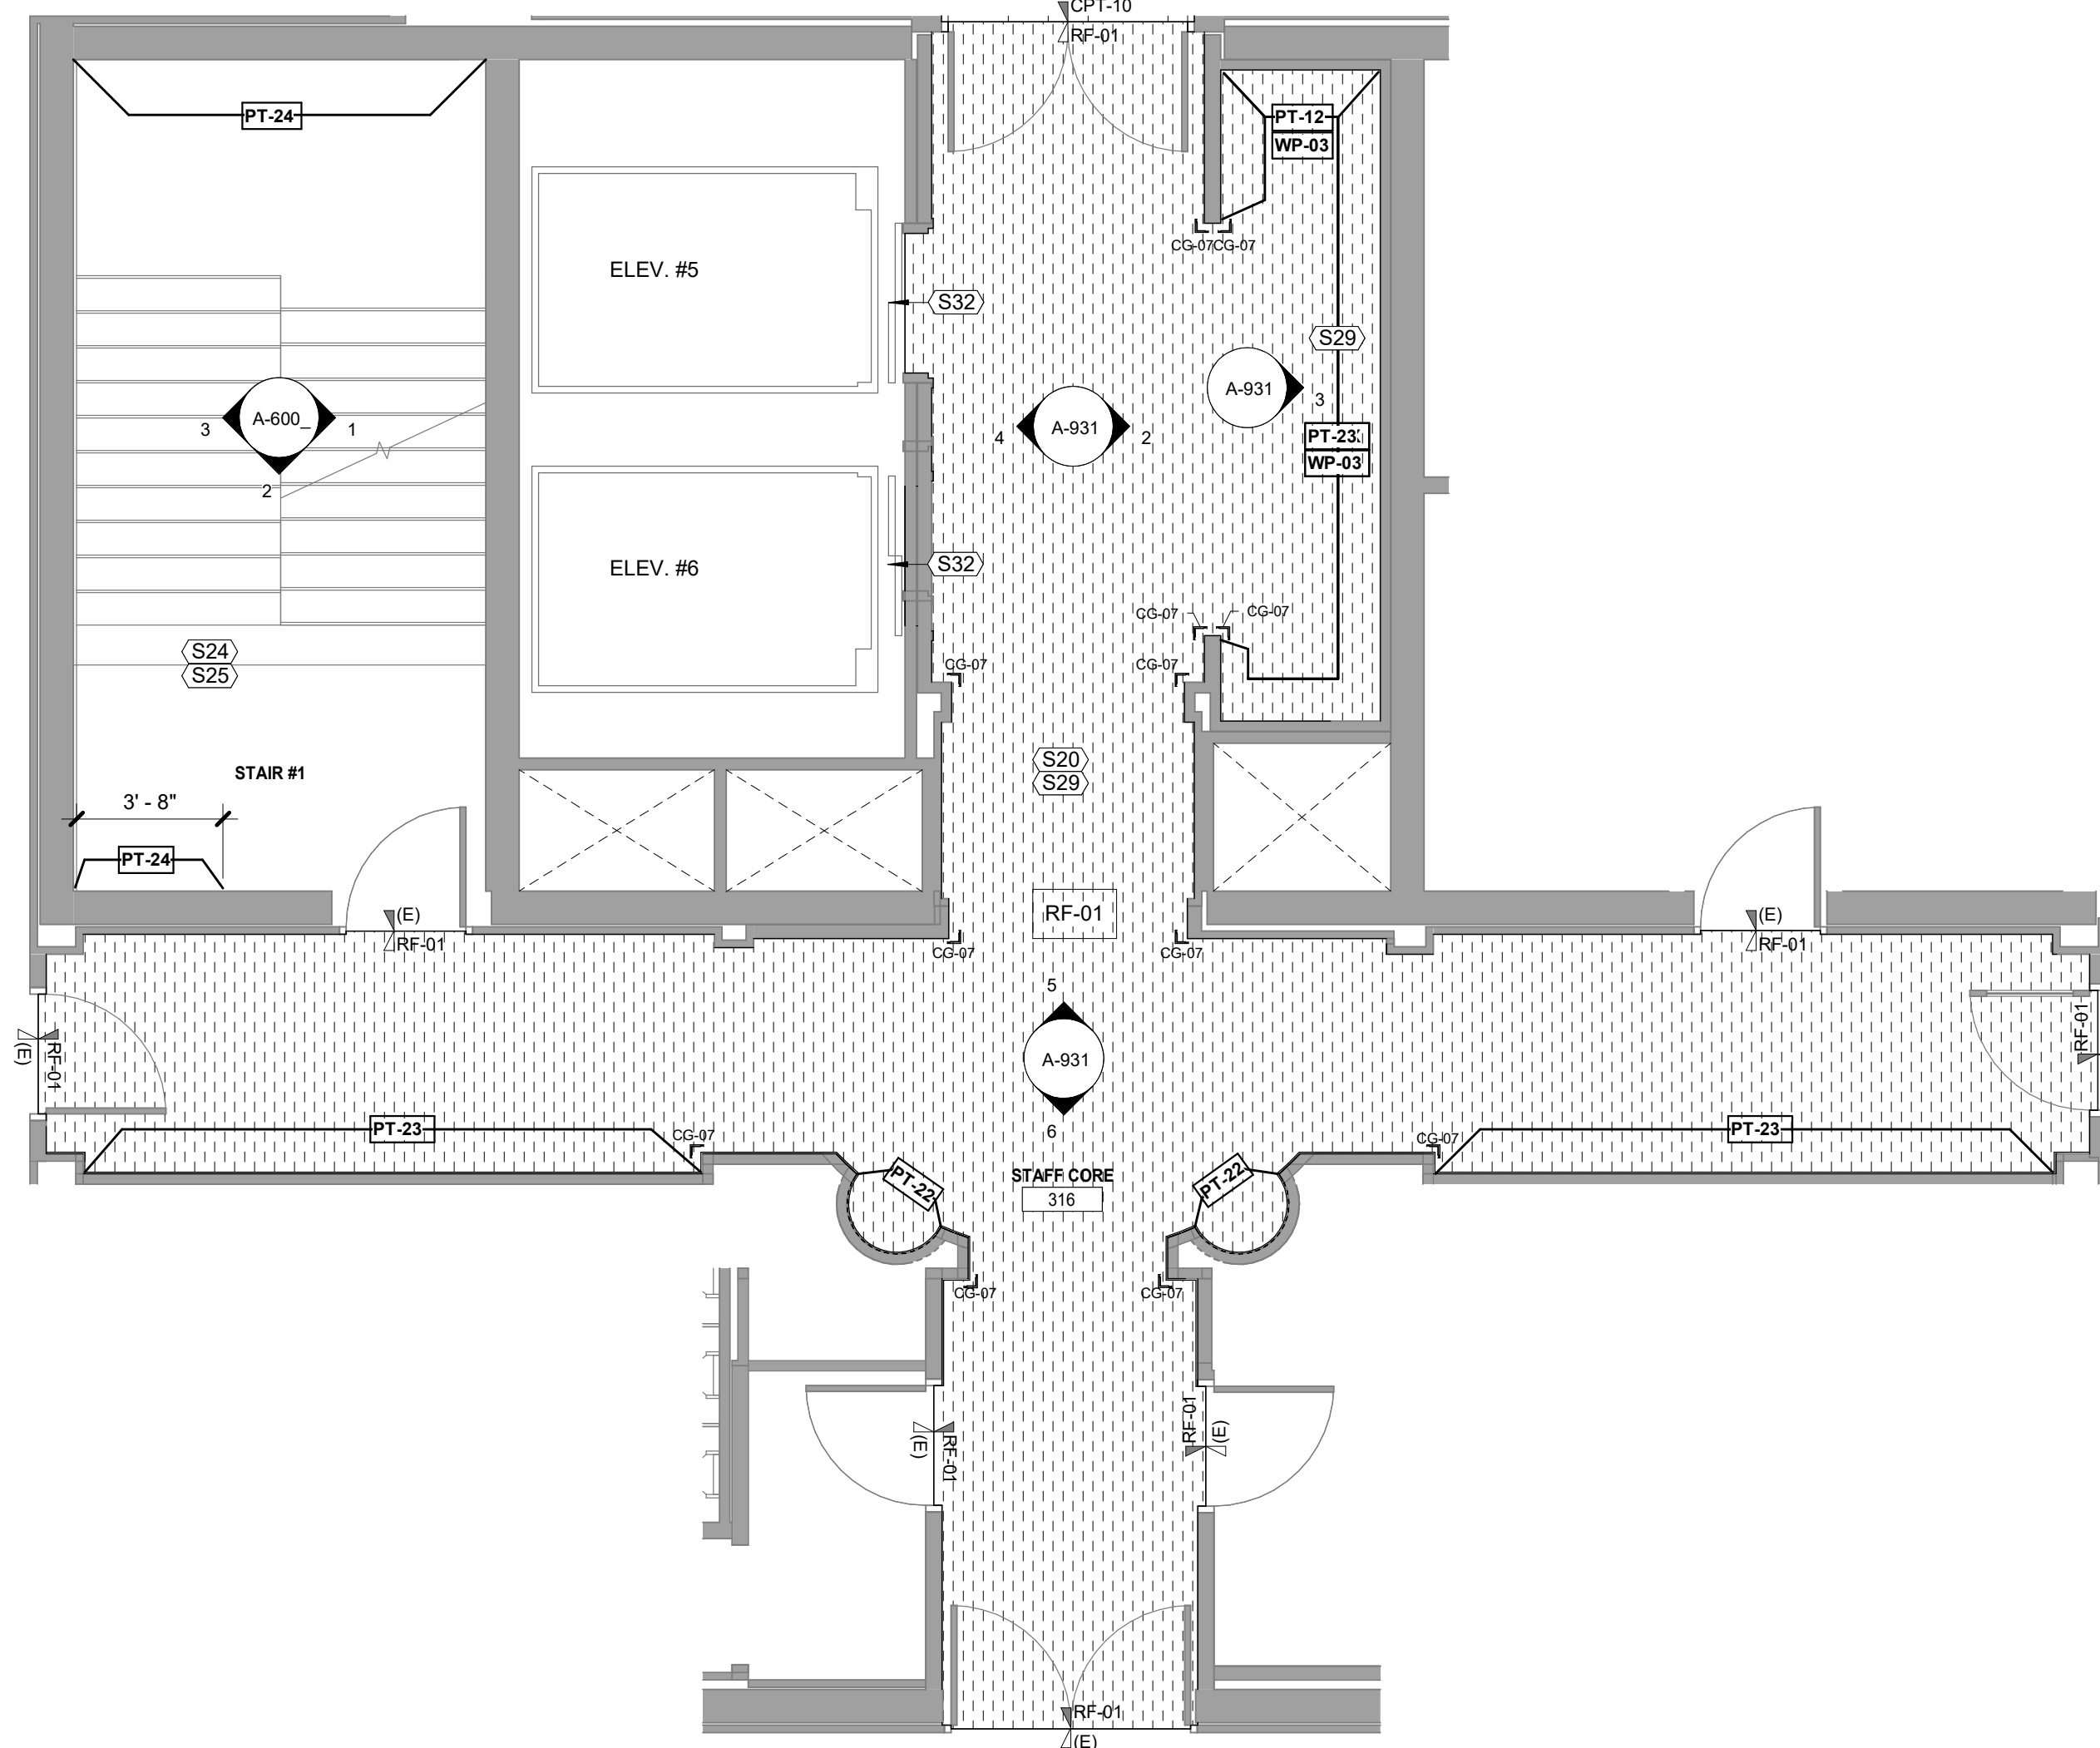 CPT-10
RF-01
PT-24
PT-12
WP-03
CG-07
CG-07
ELEV. #5
S32
S29
A-931
3
A-600_
3
1
2
A-931
4
2
PT-23
WP-03
ELEV. #6
S32
CG-07
CG-07
CG-07
CG-07
S24
S25
S20
S29
STAIR #1
3' - 8"
PT-24
(E)
RF-01
RF-01
(E)
RF-01
CG-07
CG-07
5
A-931
6
RF-01
(E)
RF-01
PT-23
CG-07
CG-07
PT-23
PT-22
STAFF CORE
316
PT-22
CG-07
CG-07
RF-01
(E)
RF-01
(E)
RF-01
(E)